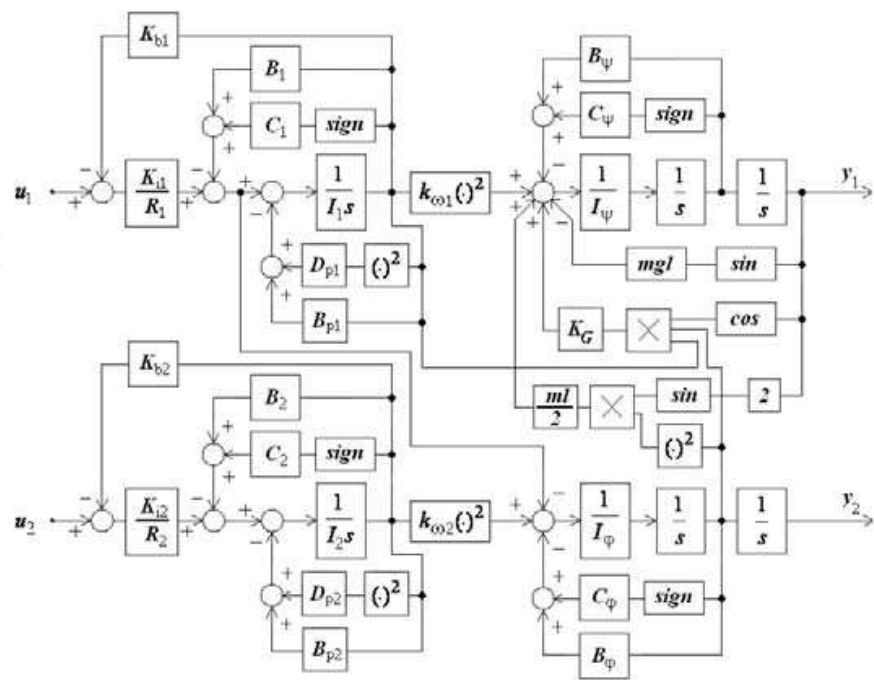 K_b1
B_1
B_ψ
C_1 sign
C_ψ sign
u_1 K_i1/R_1 1/(I_1 s) k_ω1(·)² 1/I_ψ 1/s 1/s y_1
D_p1 (·)² mgl sin
B_p1 K_G × cos
K_b2
B_2 ml/2 × sin 2
C_2 sign (·)²
u_2 K_i2/R_2 1/(I_2 s) k_ω2(·)² 1/I_φ 1/s 1/s y_2
D_p2 (·)² C_φ sign
B_p2 B_φ